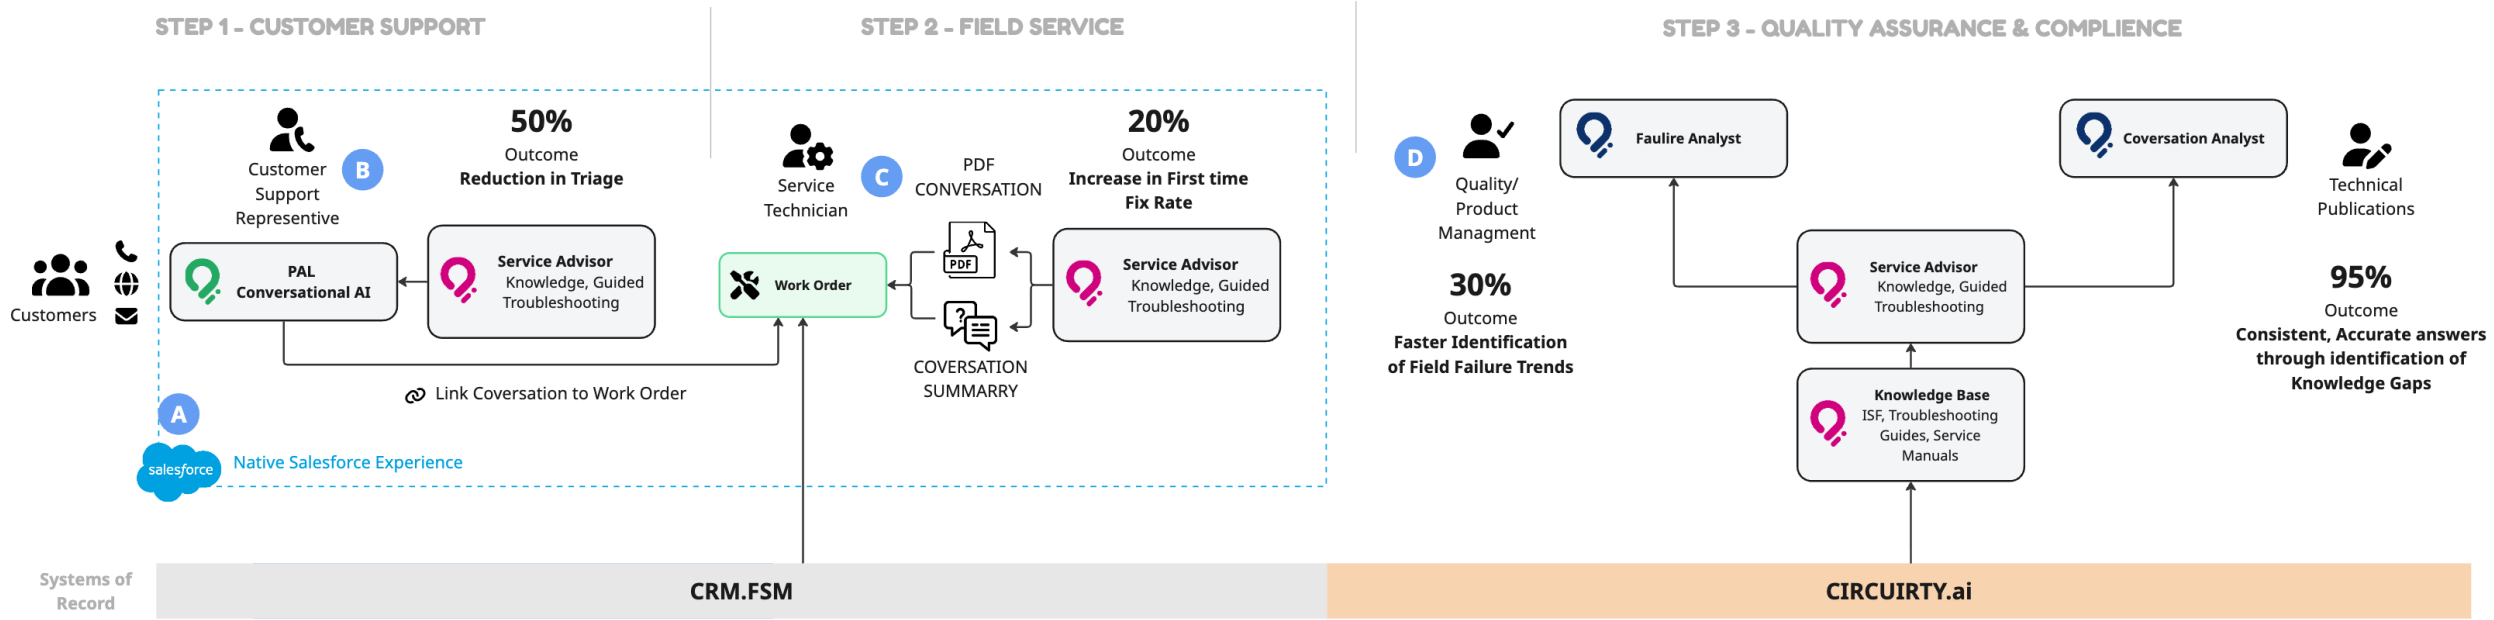 STEP 1 - CUSTOMER SUPPORT
STEP 2 - FIELD SERVICE
STEP 3 - QUALITY ASSURANCE & COMPLIENCE
Customers
Customer
Support
Representive
B
50%
Outcome
Reduction in Triage
PAL
Conversational AI
Service Advisor
Knowledge, Guided
Troubleshooting
Link Coversation to Work Order
A
salesforce
Native Salesforce Experience
Service
Technician
C
PDF
CONVERSATION
PDF
COVERSATION
SUMMARRY
Work Order
20%
Outcome
Increase in First time
Fix Rate
Service Advisor
Knowledge, Guided
Troubleshooting
D
Quality/
Product
Managment
30%
Outcome
Faster Identification
of Field Failure Trends
Faulire Analyst
Coversation Analyst
Service Advisor
Knowledge, Guided
Troubleshooting
Knowledge Base
ISF, Troubleshooting
Guides, Service
Manuals
Technical
Publications
95%
Outcome
Consistent, Accurate answers
through identification of
Knowledge Gaps
Systems of
Record
CRM.FSM
CIRCUIRTY.ai